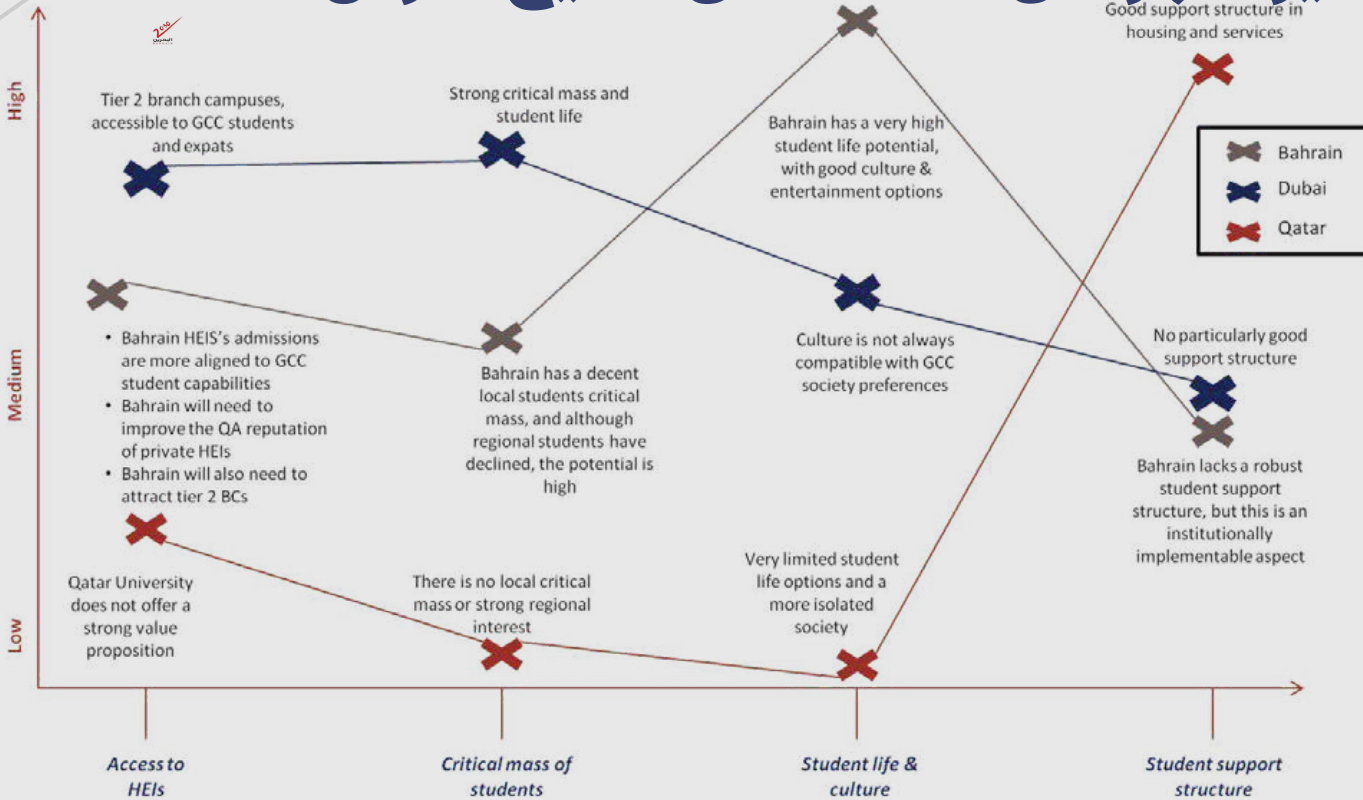 Good support structure in
housing and services
High
Tier 2 branch campuses,
accessible to GCC students
and expats
Strong critical mass and
student life
Bahrain has a very high
student life potential,
with good culture &
entertainment options
Bahrain
Dubai
Qatar
Medium
• Bahrain HEIS's admissions
are more aligned to GCC
student capabilities
• Bahrain will need to
improve the QA reputation
of private HEIs
• Bahrain will also need to
attract tier 2 BCs
Bahrain has a decent
local students critical
mass, and although
regional students have
declined, the potential is
high
Culture is not always
compatible with GCC
society preferences
No particularly good
support structure
Bahrain lacks a robust
student support
structure, but this is an
institutionally
implementable aspect
Low
Qatar University
does not offer a
strong value
proposition
There is no local critical
mass or strong regional
interest
Very limited student
life options and a
more isolated
society
Access to
HEIs
Critical mass of
students
Student life &
culture
Student support
structure